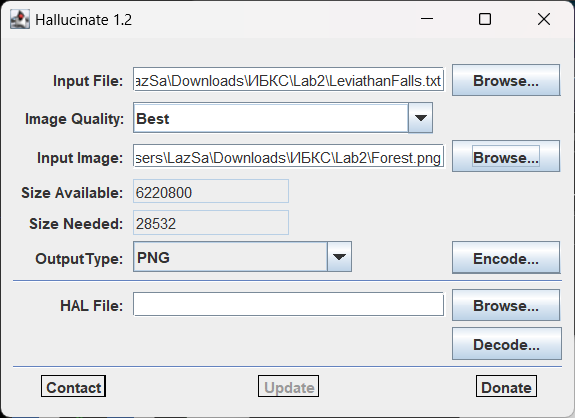 Hallucinate 1.2
Input File: azSa\Downloads\ИБКС\Lab2\LeviathanFalls.txt Browse...
Image Quality: Best
Input Image: sers\LazSa\Downloads\ИБКС\Lab2\Forest.png Browse...
Size Available: 6220800
Size Needed: 28532
OutputType: PNG Encode...
HAL File: Browse...
Decode...
Contact Update Donate